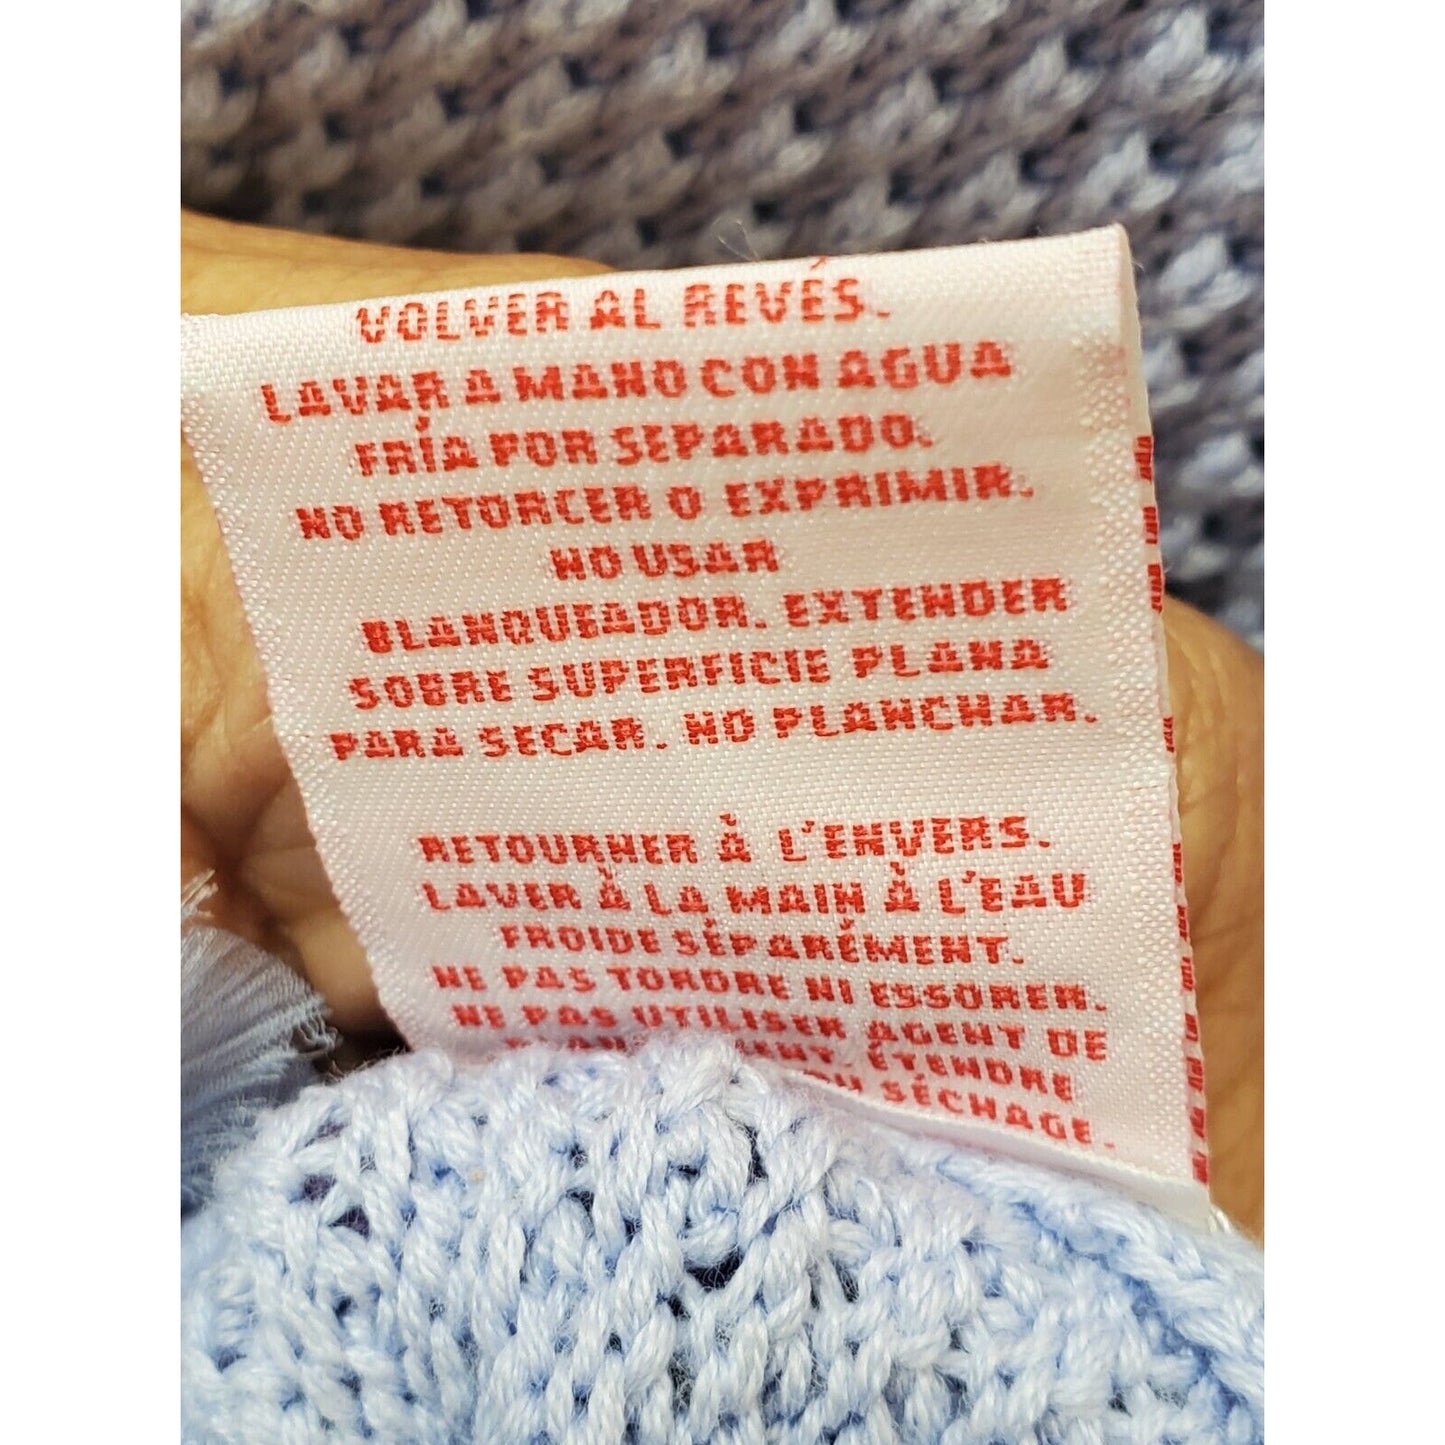 VOLVER AL REVÉS.
LAVAR A MANO CON AGUA
FRÍA POR SEPARADO.
NO RETORCER O EXPRIMIR.
NO USAR
BLANQUEADOR. EXTENDER
SOBRE SUPERFICIE PLANA
PARA SECAR. NO PLANCHAR.
RETOURNER À L'ENVERS.
LAVER À LA MAIN À L'EAU
FROIDE SÉPARÉMENT.
NE PAS TORDRE NI ESSORER.
NE PAS UTILISER AGENT DE
ÉTENDRE
SÉCHAGE.